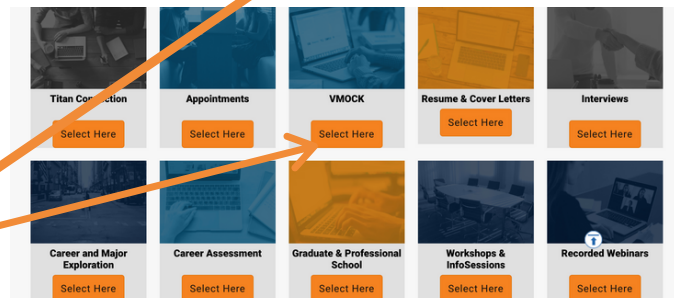 Titan Connection
Appointments
VMOCK
Resume & Cover Letters
Interviews
Select Here
Select Here
Select Here
Select Here
Select Here
Career and Major
Exploration
Career Assessment
Graduate & Professional
School
Workshops &
InfoSessions
Recorded Webinars
Select Here
Select Here
Select Here
Select Here
Select Here